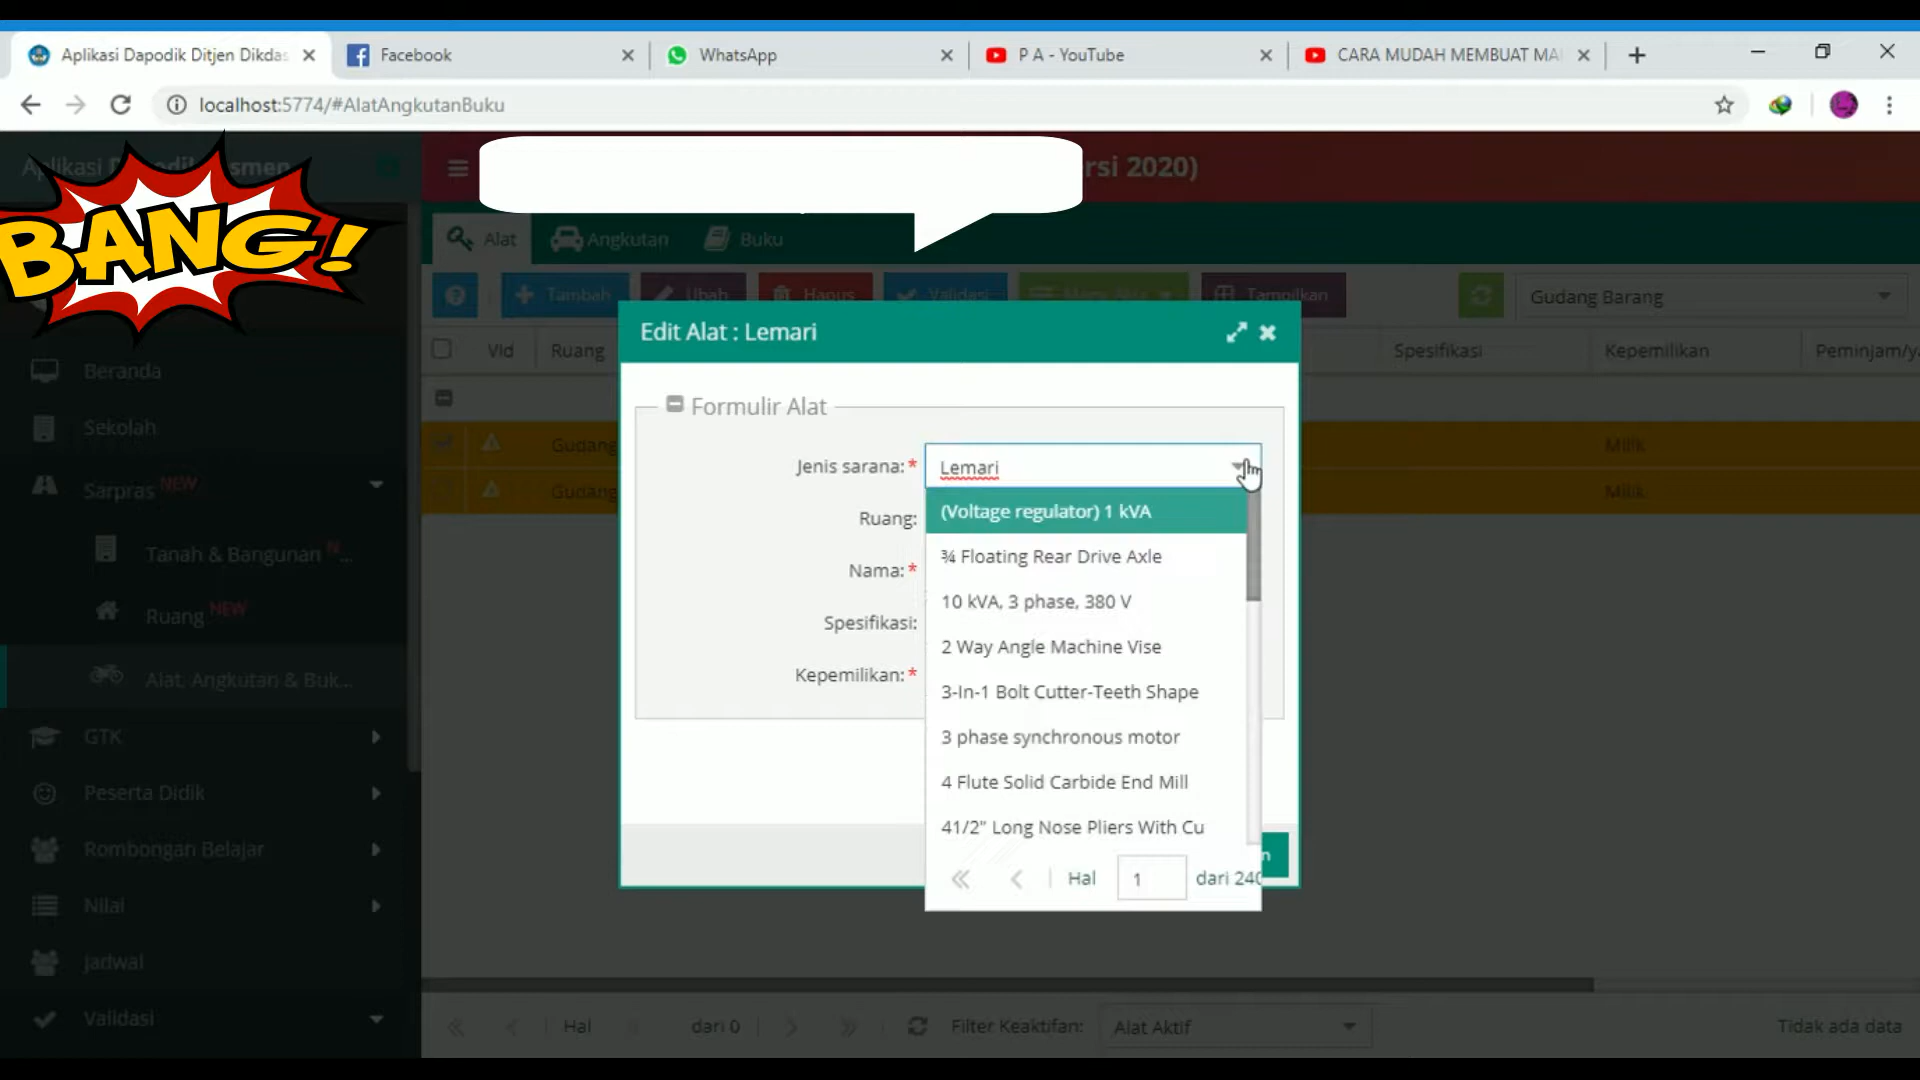 Aplikasi Dapodik Ditjen Dikdas
Facebook
WhatsApp
P A - YouTube
CARA MUDAH MEMBUAT MA
localhost:5774/#AlatAngkutanBuku
Aplikasi
smen
rsi 2020)
BANG!
Alat
Angkutan
Buku
Tambah
Ubah
Hapus
Validasi
Tampilkan
Gudang Barang
Vld
Ruang
Spesifikasi
Kepemilikan
Peminjam/y
Gudang
Milik
Gudang
Milik
Beranda
Sekolah
Sarpras NEW
Tanah & Bangunan N...
Ruang NEW
Alat, Angkutan & Buk...
GTK
Peserta Didik
Rombongan Belajar
Nilai
Jadwal
Validasi
Edit Alat : Lemari
Formulir Alat
Jenis sarana:*
Lemari
Ruang:
Nama:*
Spesifikasi:
Kepemilikan:*
(Voltage regulator) 1 kVA
¾ Floating Rear Drive Axle
10 kVA, 3 phase, 380 V
2 Way Angle Machine Vise
3-In-1 Bolt Cutter-Teeth Shape
3 phase synchronous motor
4 Flute Solid Carbide End Mill
41/2" Long Nose Pliers With Cu
Hal 1 dari 240
n
Hal
dari 0
Filter Keaktifan:
Alat Aktif
Tidak ada data